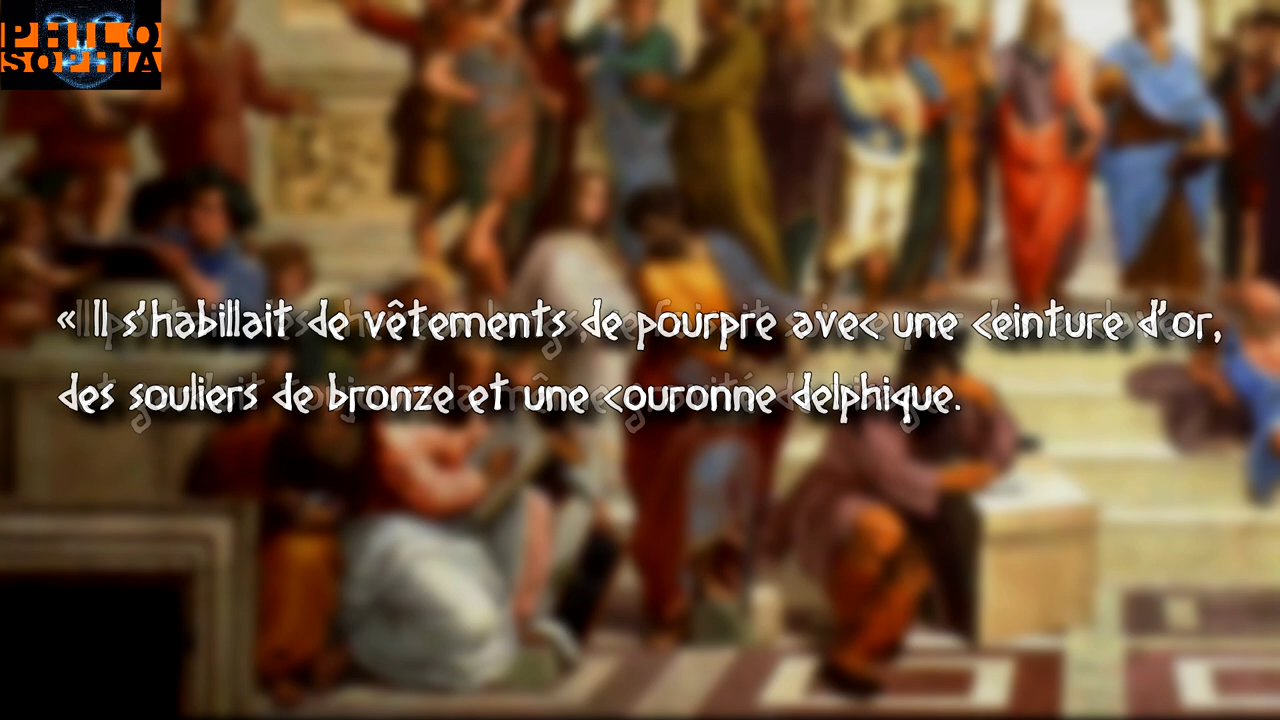 PHILO
SOPHIA
« Il s'habillait de vêtements de pourpre avec une ceinture d'or,
des souliers de bronze et une couronne delphique.